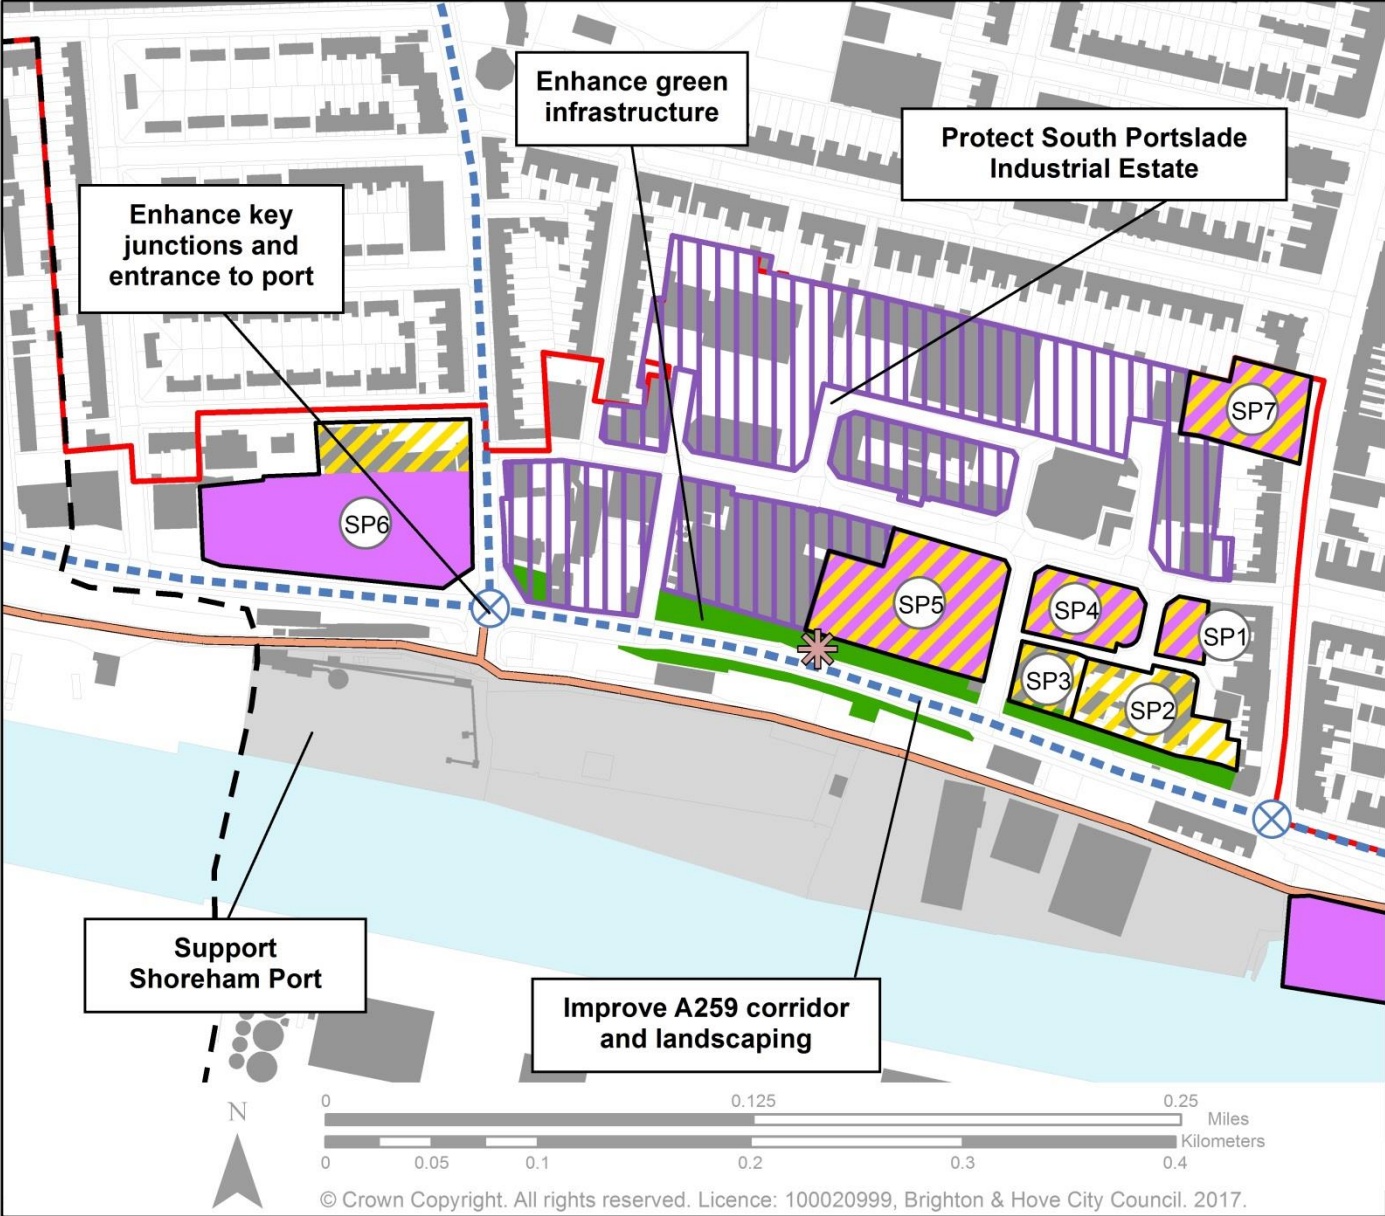 Enhance green
infrastructure
Protect South Portslade
Industrial Estate
Enhance key
junctions and
entrance to port
SP7
SP6
SP5
SP4
SP1
SP3
SP2
Support
Shoreham Port
Improve A259 corridor
and landscaping
N
0 0.125 0.25
Miles
Kilometers
0 0.05 0.1 0.2 0.3 0.4
© Crown Copyright. All rights reserved. Licence: 100020999, Brighton & Hove City Council. 2017.